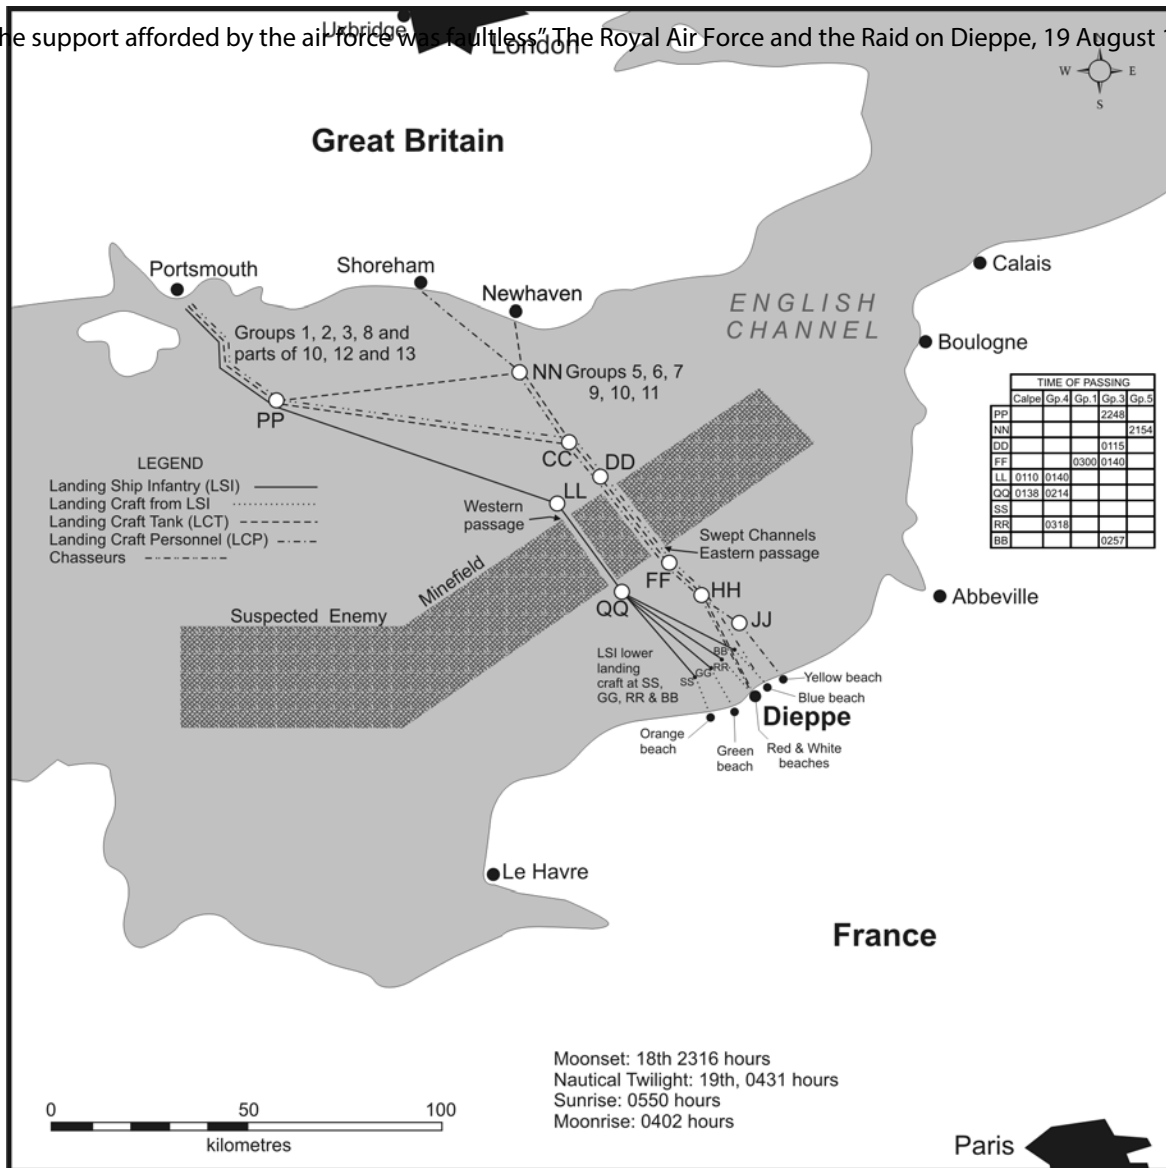 he support afforded by the air force was faultless” The Royal Air Force and the Raid on Dieppe, 19 August 1
Uxbridge
London
N
W E
S
Great Britain
Portsmouth
Shoreham
Newhaven
Calais
ENGLISH
CHANNEL
Boulogne
Groups 1, 2, 3, 8 and
parts of 10, 12 and 13
NN
Groups 5, 6, 7
9, 10, 11
PP
CC
DD
LL
TIME OF PASSING
Calpe Gp.4 Gp.1 Gp.3 Gp.5
PP 2248
NN 2154
DD 0115
FF 0300 0140
LL 0110 0140
QQ 0138 0214
SS
RR 0318
BB 0257
LEGEND
Landing Ship Infantry (LSI)
Landing Craft from LSI
Landing Craft Tank (LCT)
Landing Craft Personnel (LCP)
Chasseurs
Western
passage
Swept Channels
Eastern passage
FF
HH
JJ
QQ
Abbeville
Suspected Enemy Minefield
LSI lower
landing
craft at SS,
GG, RR & BB
BB
RR
GG
SS
Yellow beach
Blue beach
Dieppe
Orange
beach
Green
beach
Red & White
beaches
Le Havre
France
Moonset: 18th 2316 hours
Nautical Twilight: 19th, 0431 hours
Sunrise: 0550 hours
Moonrise: 0402 hours
0 50 100
kilometres
Paris